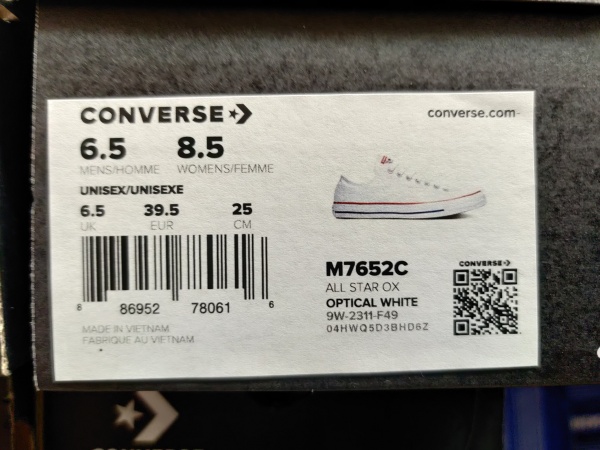 CONVERSE
converse.com
6.5 8.5
MENS/HOMME WOMENS/FEMME
UNISEX/UNISEXE
6.5 39.5 25
UK EUR CM
8 86952 78061 6
MADE IN VIETNAM
FABRIQUE AU VIETNAM
M7652C
ALL STAR OX
OPTICAL WHITE
9W-2311-F49
04HWQ5D3BHD6Z
CONVERSE